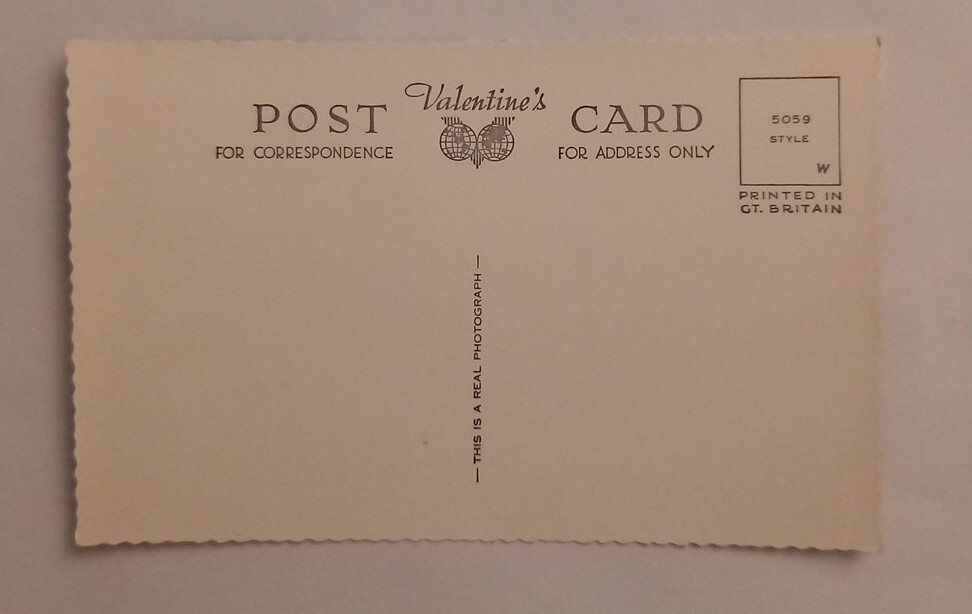 Valentine's
POST CARD
FOR CORRESPONDENCE
FOR ADDRESS ONLY
5059
STYLE
W
PRINTED IN
GT. BRITAIN
— THIS IS A REAL PHOTOGRAPH —